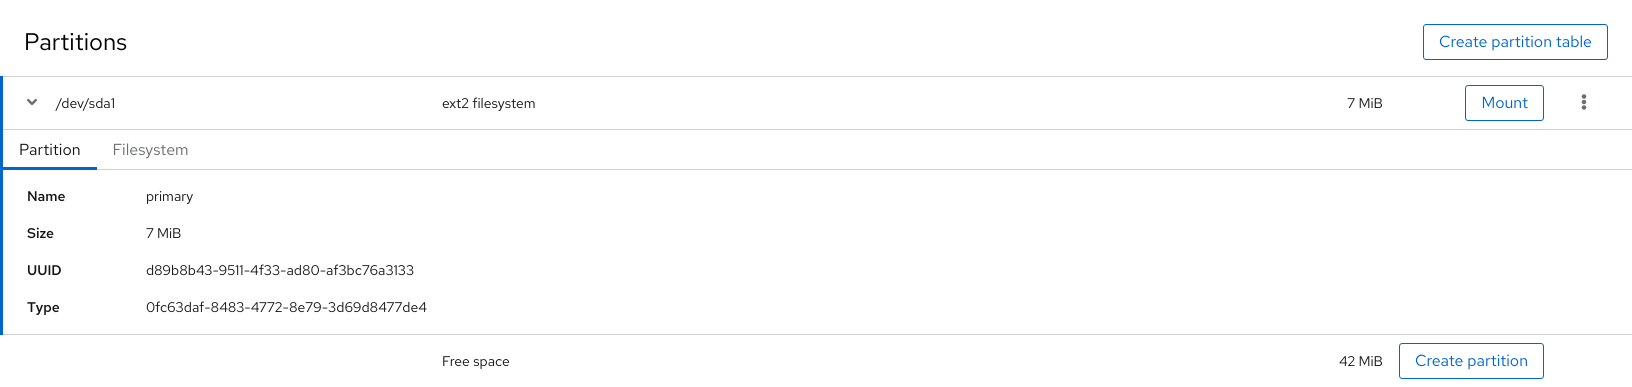 Partitions
Create partition table
/dev/sda1 ext2 filesystem 7 MiB Mount
Partition Filesystem
Name primary
Size 7 MiB
UUID d89b8b43-9511-4f33-ad80-af3bc76a3133
Type 0fc63daf-8483-4772-8e79-3d69d8477de4
Free space 42 MiB Create partition